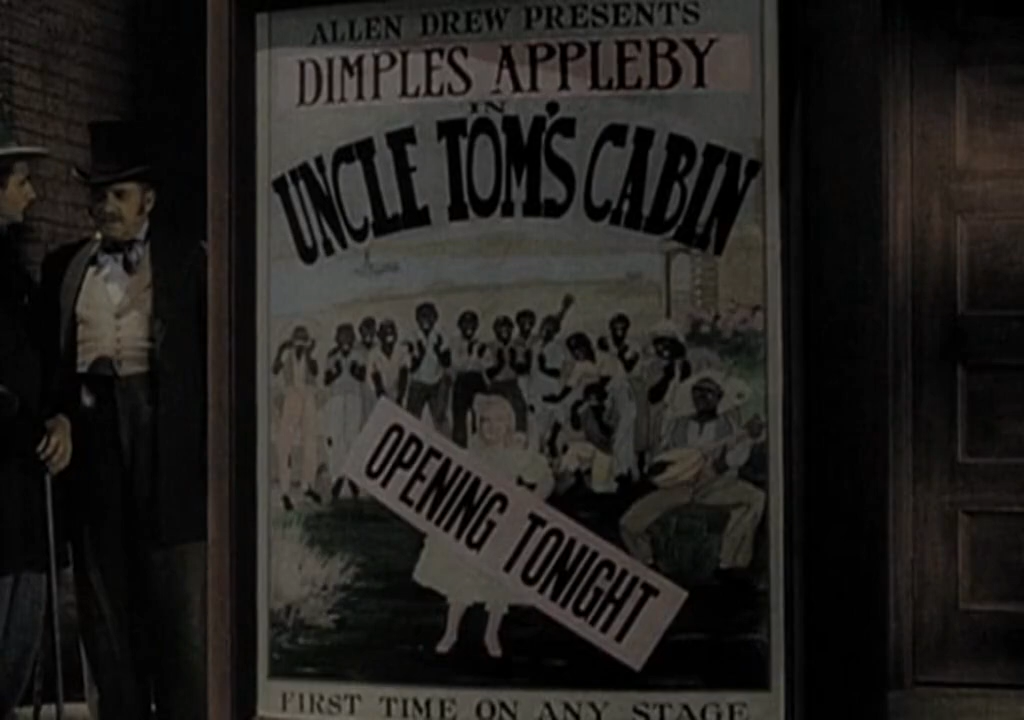 ALLEN DREW PRESENTS
DIMPLES APPLEBY
IN
UNCLE TOM'S CABIN
OPENING TONIGHT
FIRST TIME ON ANY STAGE